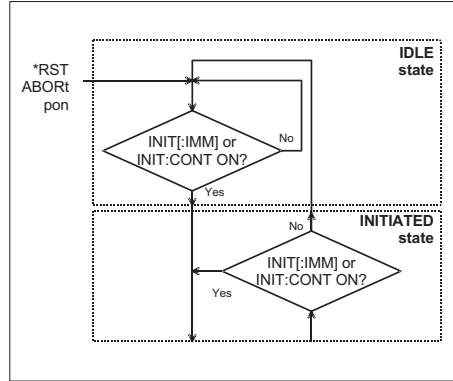 IDLE
state
*RST
ABORt
pon
INIT[:IMM] or
INIT:CONT ON?
No
Yes
INITIATED
state
No
INIT[:IMM] or
INIT:CONT ON?
Yes